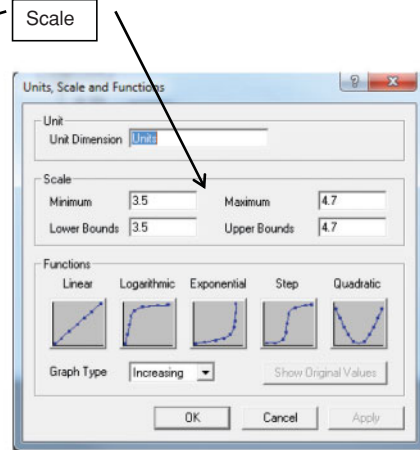 Scale
Units, Scale and Functions
Unit
Unit Dimension Units
Scale
Minimum 3.5 Maximum 4.7
Lower Bounds 3.5 Upper Bounds 4.7
Functions
Linear Logarithmic Exponential Step Quadratic
Graph Type Increasing Show Original Values
OK Cancel Apply